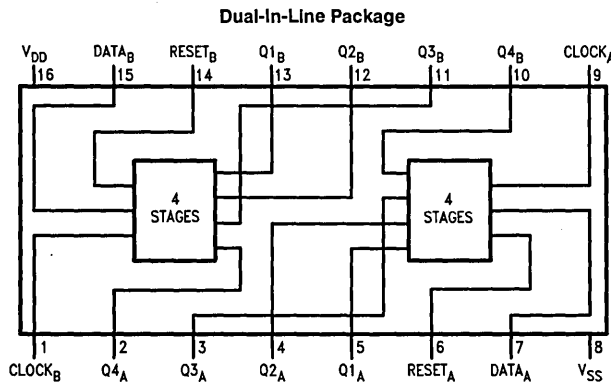 Dual-In-Line Package
V_DD DATA_B RESET_B Q1_B Q2_B Q3_B Q4_B CLOCK_A
16 15 14 13 12 11 10 9
4 STAGES
4 STAGES
1 2 3 4 5 6 7 8
CLOCK_B Q4_A Q3_A Q2_A Q1_A RESET_A DATA_A V_SS